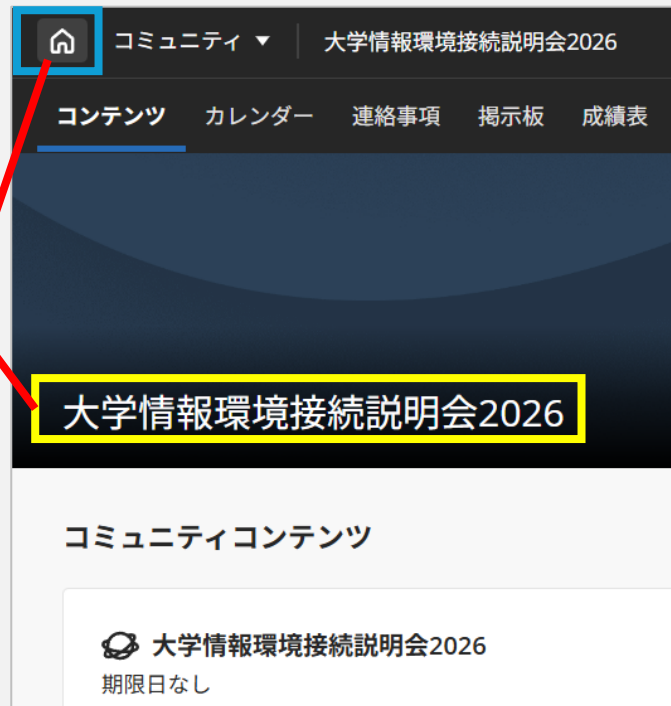 コミュニティ ▼ 大学情報環境接続説明会2026
コンテンツ カレンダー 連絡事項 掲示板 成績表
大学情報環境接続説明会2026
コミュニティコンテンツ
大学情報環境接続説明会2026
期限日なし